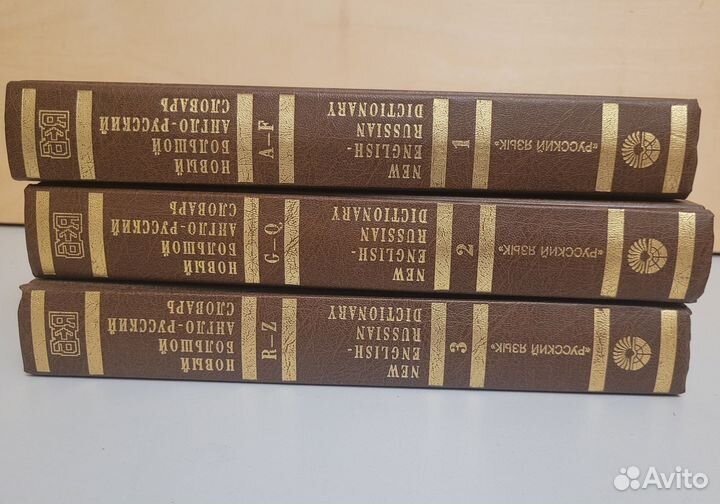 НОВЫЙ
БОЛЬШОЙ
АНГЛО-РУССКИЙ
СЛОВАРЬ
A–F
NEW
ENGLISH-
RUSSIAN
DICTIONARY
1
«РУССКИЙ ЯЗЫК»
НОВЫЙ
БОЛЬШОЙ
АНГЛО-РУССКИЙ
СЛОВАРЬ
G–Q
NEW
ENGLISH-
RUSSIAN
DICTIONARY
2
«РУССКИЙ ЯЗЫК»
НОВЫЙ
БОЛЬШОЙ
АНГЛО-РУССКИЙ
СЛОВАРЬ
R–Z
NEW
ENGLISH-
RUSSIAN
DICTIONARY
3
«РУССКИЙ ЯЗЫК»
Avito